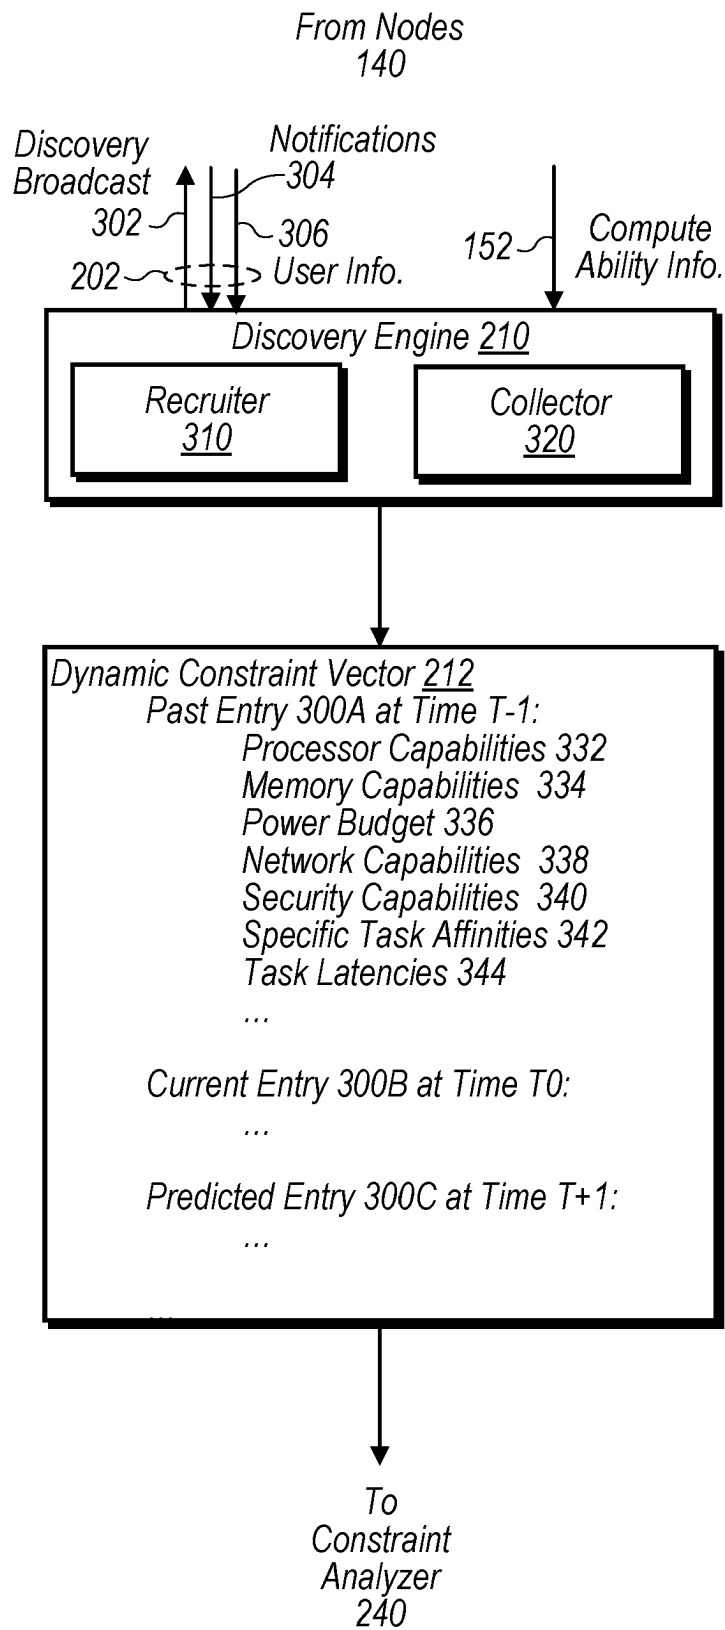 From Nodes
140
Discovery
Broadcast
302
Notifications
304
306
202
User Info.
152
Compute
Ability Info.
Discovery Engine 210
Recruiter
310
Collector
320
Dynamic Constraint Vector 212
Past Entry 300A at Time T-1:
Processor Capabilities 332
Memory Capabilities 334
Power Budget 336
Network Capabilities 338
Security Capabilities 340
Specific Task Affinities 342
Task Latencies 344
...
Current Entry 300B at Time T0:
...
Predicted Entry 300C at Time T+1:
...
...
To
Constraint
Analyzer
240